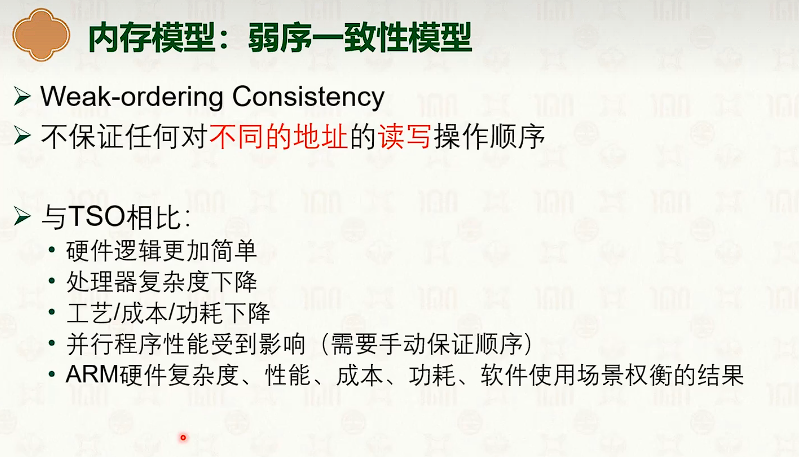 内存模型：弱序一致性模型
➢ Weak-ordering Consistency
➢ 不保证任何对不同的地址的读写操作顺序
➢ 与TSO相比：
• 硬件逻辑更加简单
• 处理器复杂度下降
• 工艺/成本/功耗下降
• 并行程序性能受到影响（需要手动保证顺序）
• ARM硬件复杂度、性能、成本、功耗、软件使用场景权衡的结果